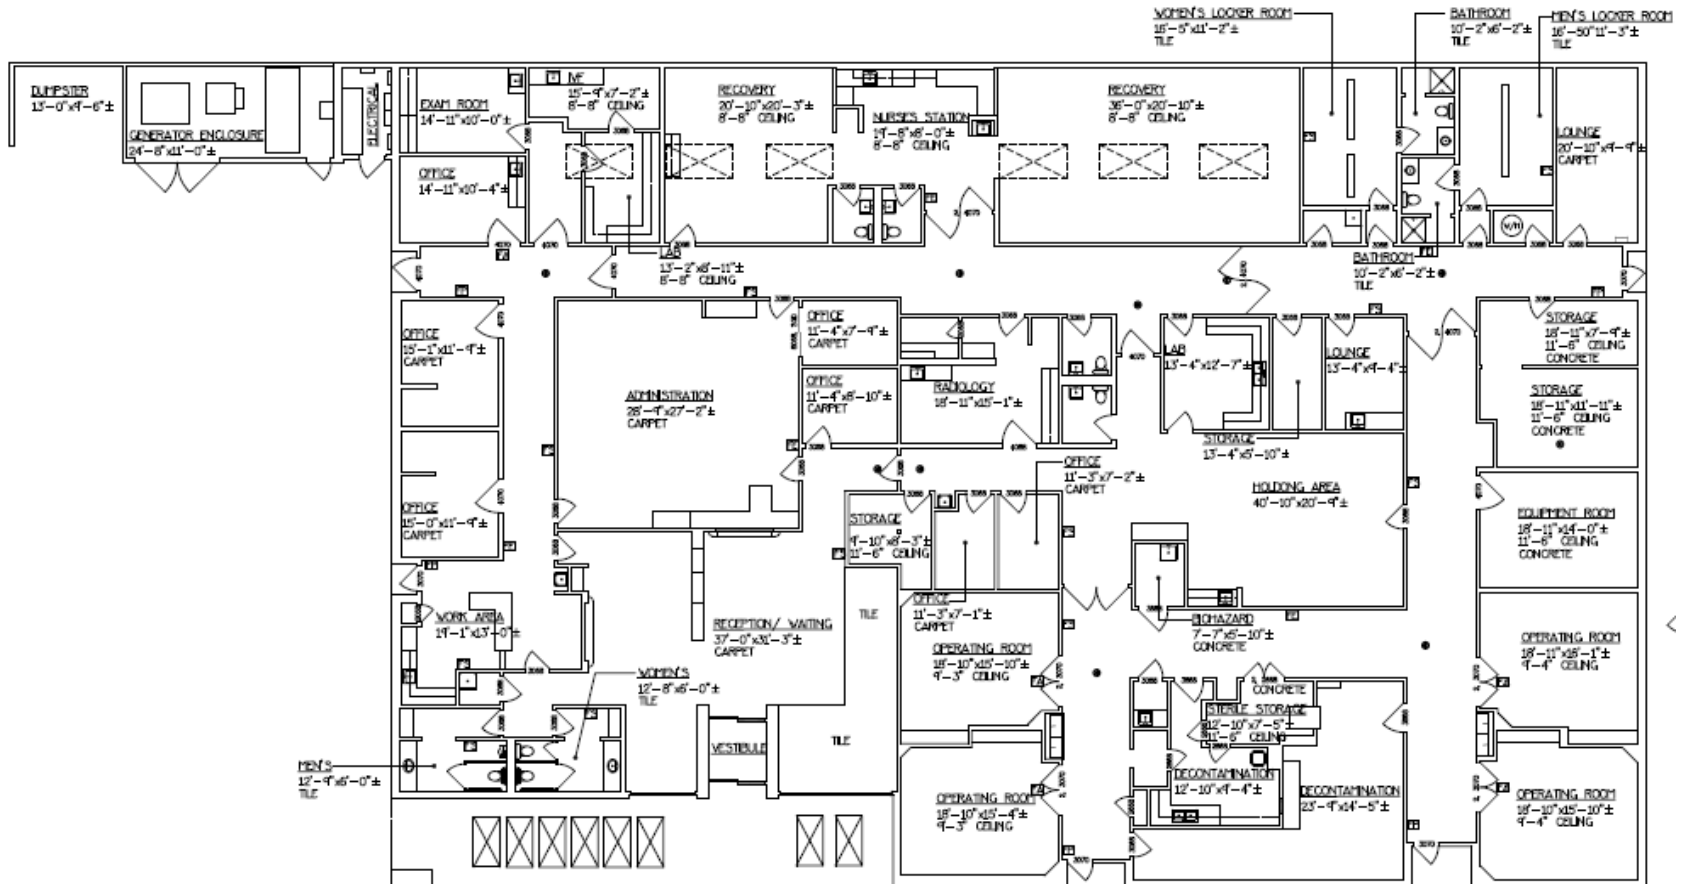 WOMEN'S LOCKER ROOM
16'-5"x11'-2"±
TILE
BATHROOM
10'-2"x6'-2"±
TILE
MEN'S LOCKER ROOM
16'-50"11'-3"±
TILE
DUMPSTER
13'-0"x9'-6"±
GENERATOR ENCLOSURE
24'-8"x11'-0"±
ELECTRICAL
EXAM ROOM
14'-11"x10'-0"±
IVF
15'-9"x7'-2"±
8'-8" CEILING
RECOVERY
20'-10"x20'-3"±
8'-8" CEILING
NURSES STATION
19'-8"x8'-0"±
8'-8" CEILING
RECOVERY
36'-0"x20'-10"±
8'-8" CEILING
LOUNGE
20'-10"x9'-9"±
CARPET
OFFICE
14'-11"x10'-4"±
W/H
LAB
13'-2"x8'-11"±
8'-8" CEILING
BATHROOM
10'-2"x6'-2"±
TILE
OFFICE
15'-1"x11'-9"±
CARPET
ADMINISTRATION
28'-9"x27'-2"±
CARPET
OFFICE
11'-4"x7'-9"±
CARPET
OFFICE
11'-4"x8'-10"±
CARPET
RADIOLOGY
18'-11"x15'-1"±
LAB
13'-4"x12'-7"±
LOUNGE
13'-4"x9'-4"±
STORAGE
18'-11"x7'-9"±
11'-6" CEILING
CONCRETE
STORAGE
18'-11"x11'-11"±
11'-6" CEILING
CONCRETE
STORAGE
13'-4"x5'-10"±
OFFICE
11'-3"x7'-2"±
CARPET
HOLDONG AREA
40'-10"x20'-9"±
OFFICE
15'-0"x11'-9"±
CARPET
STORAGE
9'-10"x8'-3"±
11'-6" CEILING
EQUIPMENT ROOM
18'-11"x14'-0"±
11'-6" CEILING
CONCRETE
OFFICE
11'-3"x7'-1"±
CARPET
WORK AREA
19'-1"x13'-0"±
RECEPTION/ WAITING
37'-0"x31'-3"±
CARPET
TILE
BIOHAZARD
7'-7"x5'-10"±
CONCRETE
OPERATING ROOM
18'-10"x15'-10"±
9'-3" CEILING
OPERATING ROOM
18'-11"x16'-1"±
9'-4" CEILING
WOMEN'S
12'-8"x6'-0"±
TILE
CONCRETE
STERILE STORAGE
12'-10"x7'-5"±
11'-6" CEILING
VESTIBULE
TILE
MEN'S
12'-9"x6'-0"±
TILE
DECONTAMINATION
12'-10"x9'-4"±
DECONTAMINATION
23'-9"x14'-5"±
OPERATING ROOM
18'-10"x15'-4"±
9'-3" CEILING
OPERATING ROOM
18'-10"x15'-10"±
9'-4" CEILING